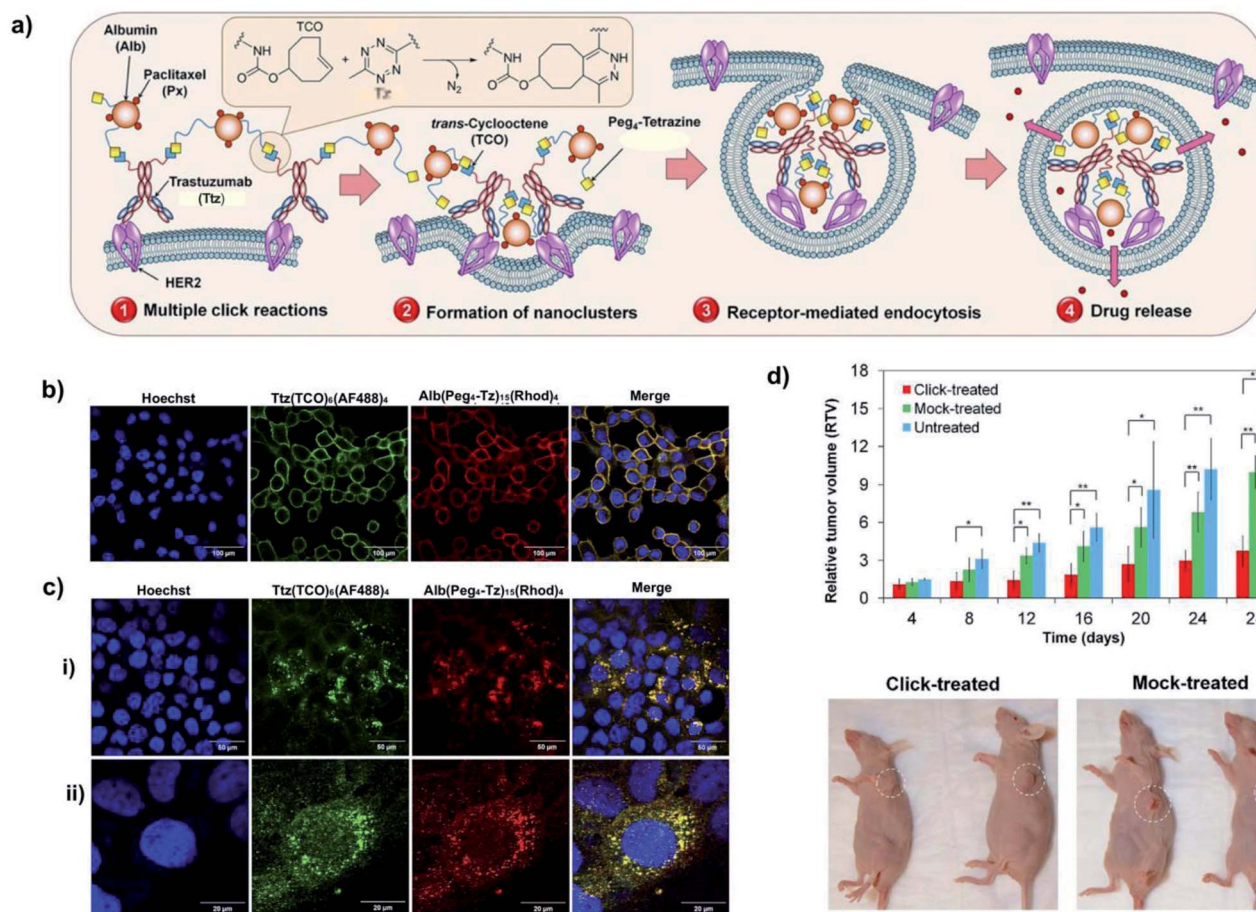 a)
Albumin
(Alb)
Paclitaxel
(Px)
TCO
NH
O
O
+
N
N
N
N
Tz
N₂
NH
O
O
NH
N
Trastuzumab
(Ttz)
HER2
trans-Cyclooctene
(TCO)
Peg₄-Tetrazine
1 Multiple click reactions
2 Formation of nanoclusters
3 Receptor-mediated endocytosis
4 Drug release
b)
Hoechst
Ttz(TCO)₆(AF488)₄
Alb(Peg₄-Tz)₁₅(Rhod)₄
Merge
100 µm
100 µm
100 µm
100 µm
c)
Hoechst
Ttz(TCO)₆(AF488)₄
Alb(Peg₄-Tz)₁₅(Rhod)₄
Merge
i)
50 µm
50 µm
50 µm
50 µm
ii)
20 µm
20 µm
20 µm
20 µm
d)
Relative tumor volume (RTV)
18
15
12
9
6
3
0
Click-treated
Mock-treated
Untreated
*
** *
** *
* *
** **
* **
4 8 12 16 20 24
Time (days)
Click-treated
Mock-treated